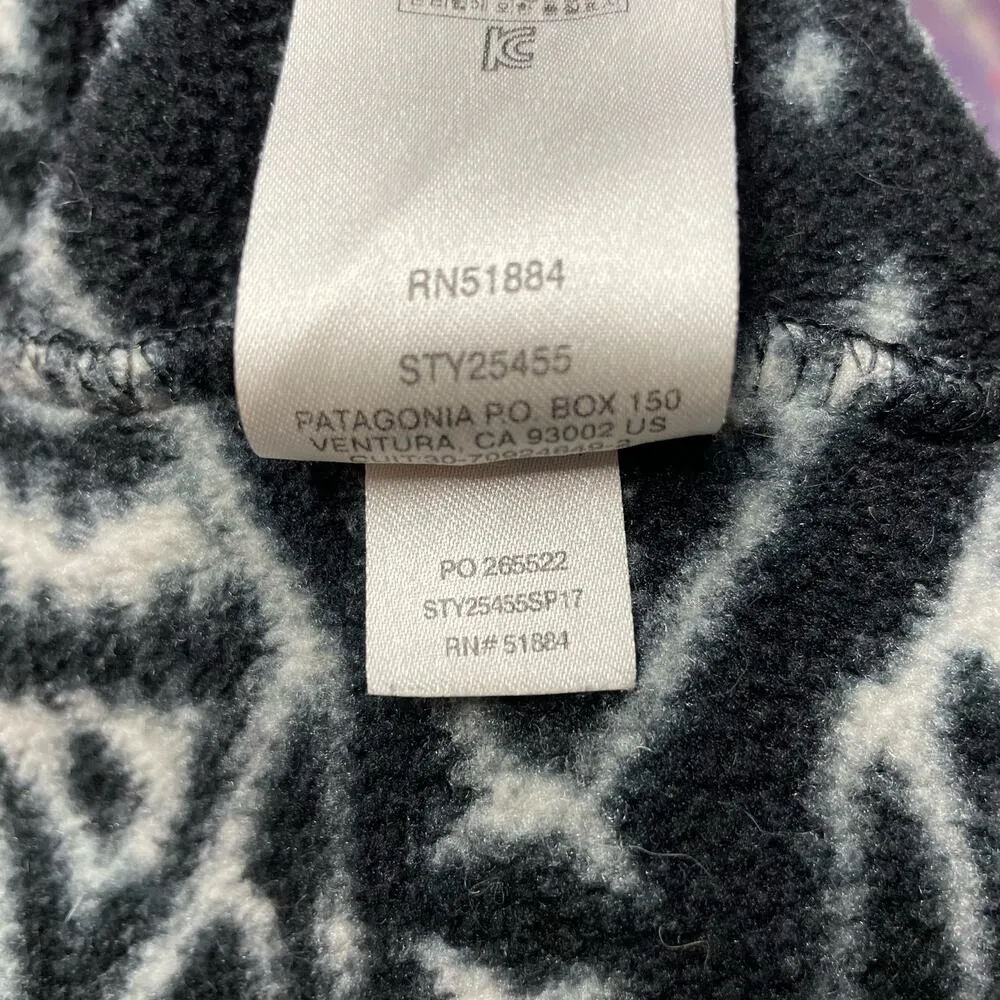 KC
RN51884
STY25455
PATAGONIA P.O. BOX 150
VENTURA, CA 93002 US
PO 265522
STY25455SP17
RN# 51884